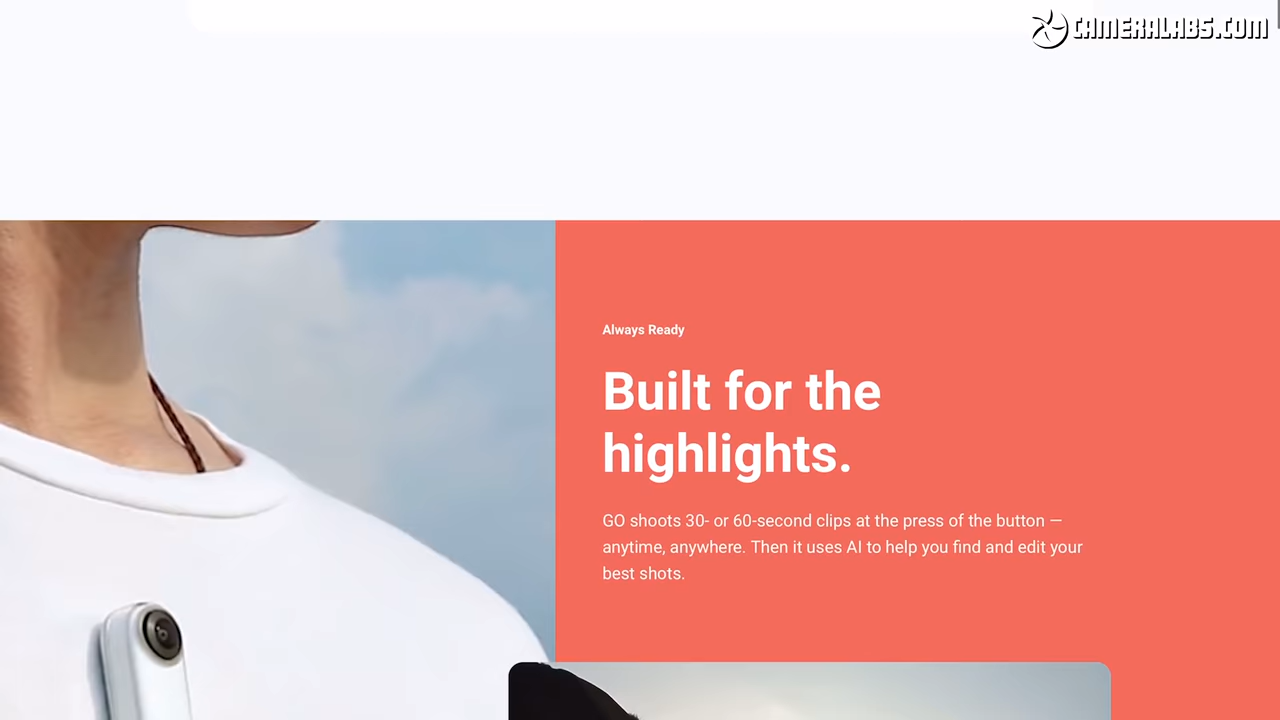 CAMERALABS.COM
Always Ready
Built for the
highlights.
GO shoots 30- or 60-second clips at the press of the button —
anytime, anywhere. Then it uses AI to help you find and edit your
best shots.